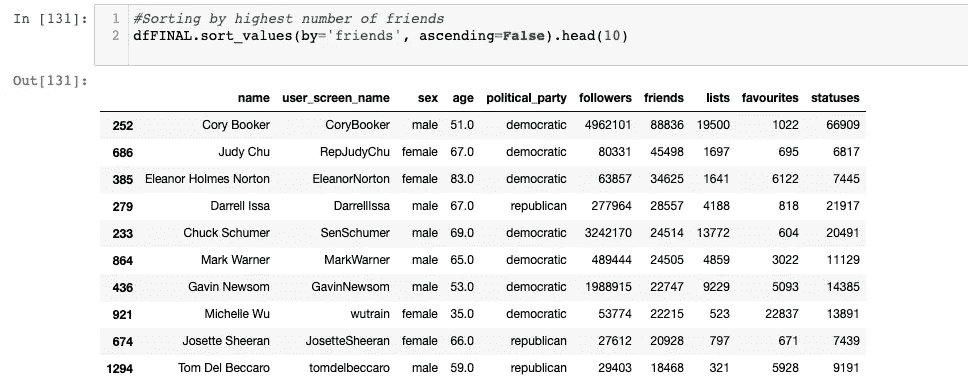 In [131]: 1 #Sorting by highest number of friends
2 dfFINAL.sort_values(by='friends', ascending=False).head(10)
Out[131]:
name user_screen_name sex age political_party followers friends lists favourites statuses
252 Cory Booker CoryBooker male 51.0 democratic 4962101 88836 19500 1022 66909
686 Judy Chu RepJudyChu female 67.0 democratic 80331 45498 1697 695 6817
385 Eleanor Holmes Norton EleanorNorton female 83.0 democratic 63857 34625 1641 6122 7445
279 Darrell Issa DarrellIssa male 67.0 republican 277964 28557 4188 818 21917
233 Chuck Schumer SenSchumer male 69.0 democratic 3242170 24514 13772 604 20491
864 Mark Warner MarkWarner male 65.0 democratic 489444 24505 4859 3022 11129
436 Gavin Newsom GavinNewsom male 53.0 democratic 1988915 22747 9229 5093 14385
921 Michelle Wu wutrain female 35.0 democratic 53774 22215 523 22837 13891
674 Josette Sheeran JosetteSheeran female 66.0 republican 27612 20928 797 671 7439
1294 Tom Del Beccaro tomdelbeccaro male 59.0 republican 29403 18468 321 5928 9191